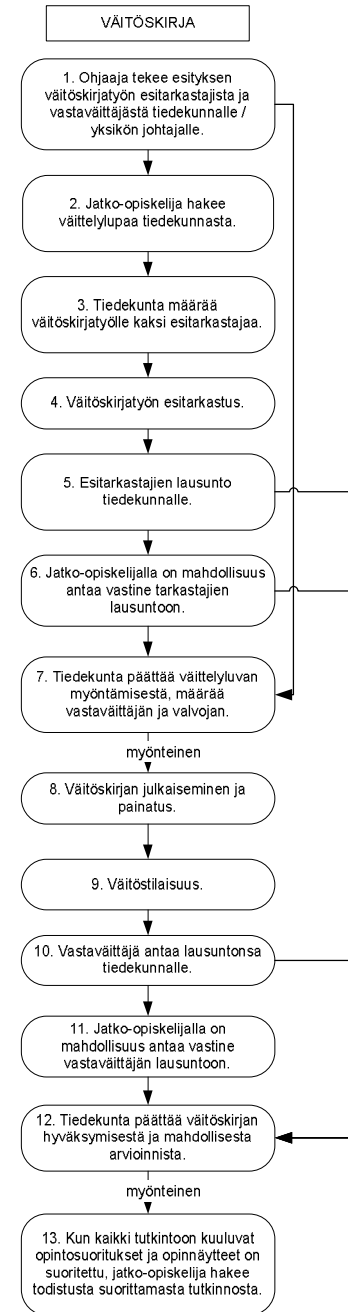 VÄITÖSKIRJA
1. Ohjaaja tekee esityksen
väitöskirjatyön esitarkastajista ja
vastaväittäjästä tiedekunnalle /
yksikön johtajalle.
2. Jatko-opiskelija hakee
väittelylupaa tiedekunnasta.
3. Tiedekunta määrää
väitöskirjatyölle kaksi esitarkastajaa.
4. Väitöskirjatyön esitarkastus.
5. Esitarkastajien lausunto
tiedekunnalle.
6. Jatko-opiskelijalla on mahdollisuus
antaa vastine tarkastajien
lausuntoon.
7. Tiedekunta päättää väittelyluvan
myöntämisestä, määrää
vastaväittäjän ja valvojan.
myönteinen
8. Väitöskirjan julkaiseminen ja
painatus.
9. Väitöstilaisuus.
10. Vastaväittäjä antaa lausuntonsa
tiedekunnalle.
11. Jatko-opiskelijalla on
mahdollisuus antaa vastine
vastaväittäjän lausuntoon.
12. Tiedekunta päättää väitöskirjan
hyväksymisestä ja mahdollisesta
arvioinnista.
myönteinen
13. Kun kaikki tutkintoon kuuluvat
opintosuoritukset ja opinnäytteet on
suoritettu, jatko-opiskelija hakee
todistusta suorittamasta tutkinnosta.